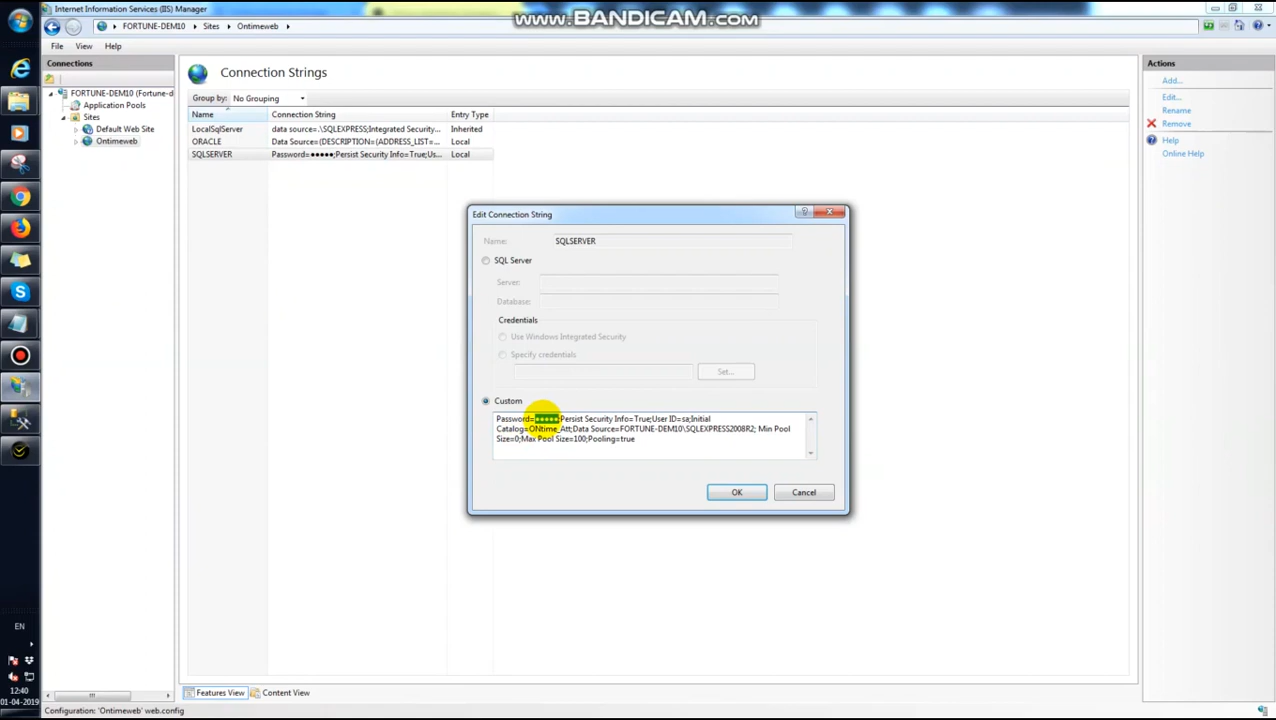 Internet Information Services (IIS) Manager
www.BANDICAM.com
FORTUNE-DEM10 Sites Ontimeweb
File View Help
Connections
FORTUNE-DEM10 (Fortune-d
Application Pools
Sites
Default Web Site
Ontimeweb
Connection Strings
Group by: No Grouping
Name Connection String Entry Type
LocalSqlServer data source=.\SQLEXPRESS;Integrated Security... Inherited
ORACLE Data Source=(DESCRIPTION=(ADDRESS_LIST=... Local
SQLSERVER Password=●●●●●;Persist Security Info=True;Us... Local
Edit Connection String
Name: SQLSERVER
SQL Server
Server:
Database:
Credentials
Use Windows Integrated Security
Specify credentials
Set...
Custom
Password=●●●●●;Persist Security Info=True;User ID=sa;Initial
Catalog=ONtime_Att;Data Source=FORTUNE-DEM10\SQLEXPRESS2008R2; Min Pool
Size=0;Max Pool Size=100;Pooling=true
OK Cancel
Actions
Add...
Edit...
Rename
Remove
Help
Online Help
Features View Content View
Configuration: 'Ontimeweb' web.config
EN
12:40
01-04-2019